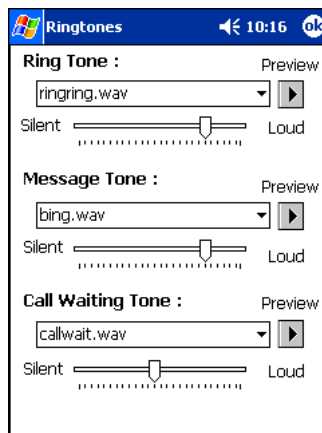 Ringtones 10:16 ok
Ring Tone :
Preview
ringring.wav
Silent Loud
Message Tone :
Preview
bing.wav
Silent Loud
Call Waiting Tone :
Preview
callwait.wav
Silent Loud